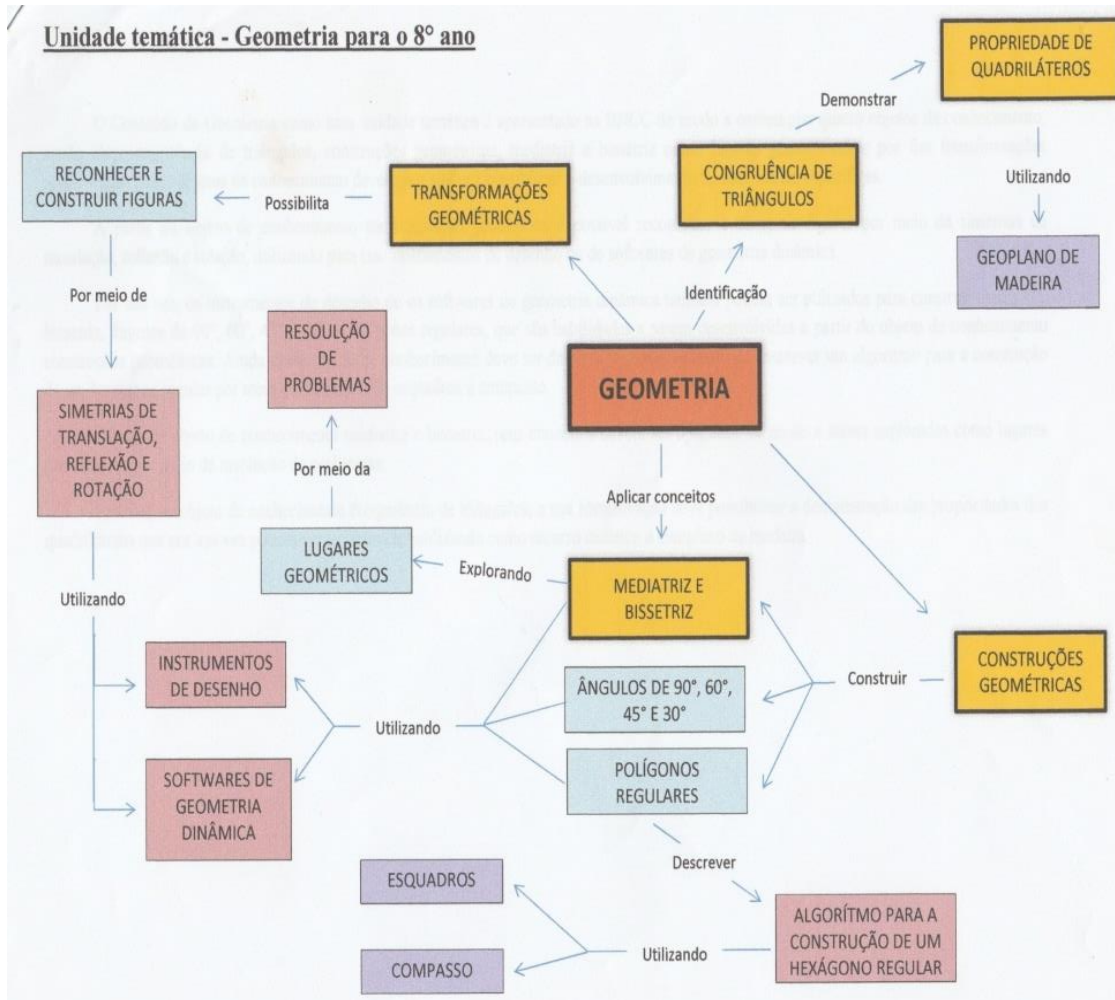 Unidade temática - Geometria para o 8° ano
PROPRIEDADE DE
QUADRILÁTEROS
Demonstrar
RECONHECER E
CONSTRUIR FIGURAS
Possibilita
TRANSFORMAÇÕES
GEOMÉTRICAS
CONGRUÊNCIA DE
TRIÂNGULOS
Utilizando
GEOPLANO DE
MADEIRA
Por meio de
Identificação
RESOULÇÃO
DE
PROBLEMAS
GEOMETRIA
SIMETRIAS DE
TRANSLAÇÃO,
REFLEXÃO E
ROTAÇÃO
Por meio da
Aplicar conceitos
LUGARES
GEOMÉTRICOS
Explorando
MEDIATRIZ E
BISSETRIZ
Utilizando
INSTRUMENTOS
DE DESENHO
ÂNGULOS DE 90°, 60°,
45° E 30°
Construir
CONSTRUÇÕES
GEOMÉTRICAS
Utilizando
SOFTWARES DE
GEOMETRIA
DINÂMICA
POLÍGONOS
REGULARES
Descrever
ESQUADROS
ALGORÍTMO PARA A
CONSTRUÇÃO DE UM
HEXÁGONO REGULAR
Utilizando
COMPASSO